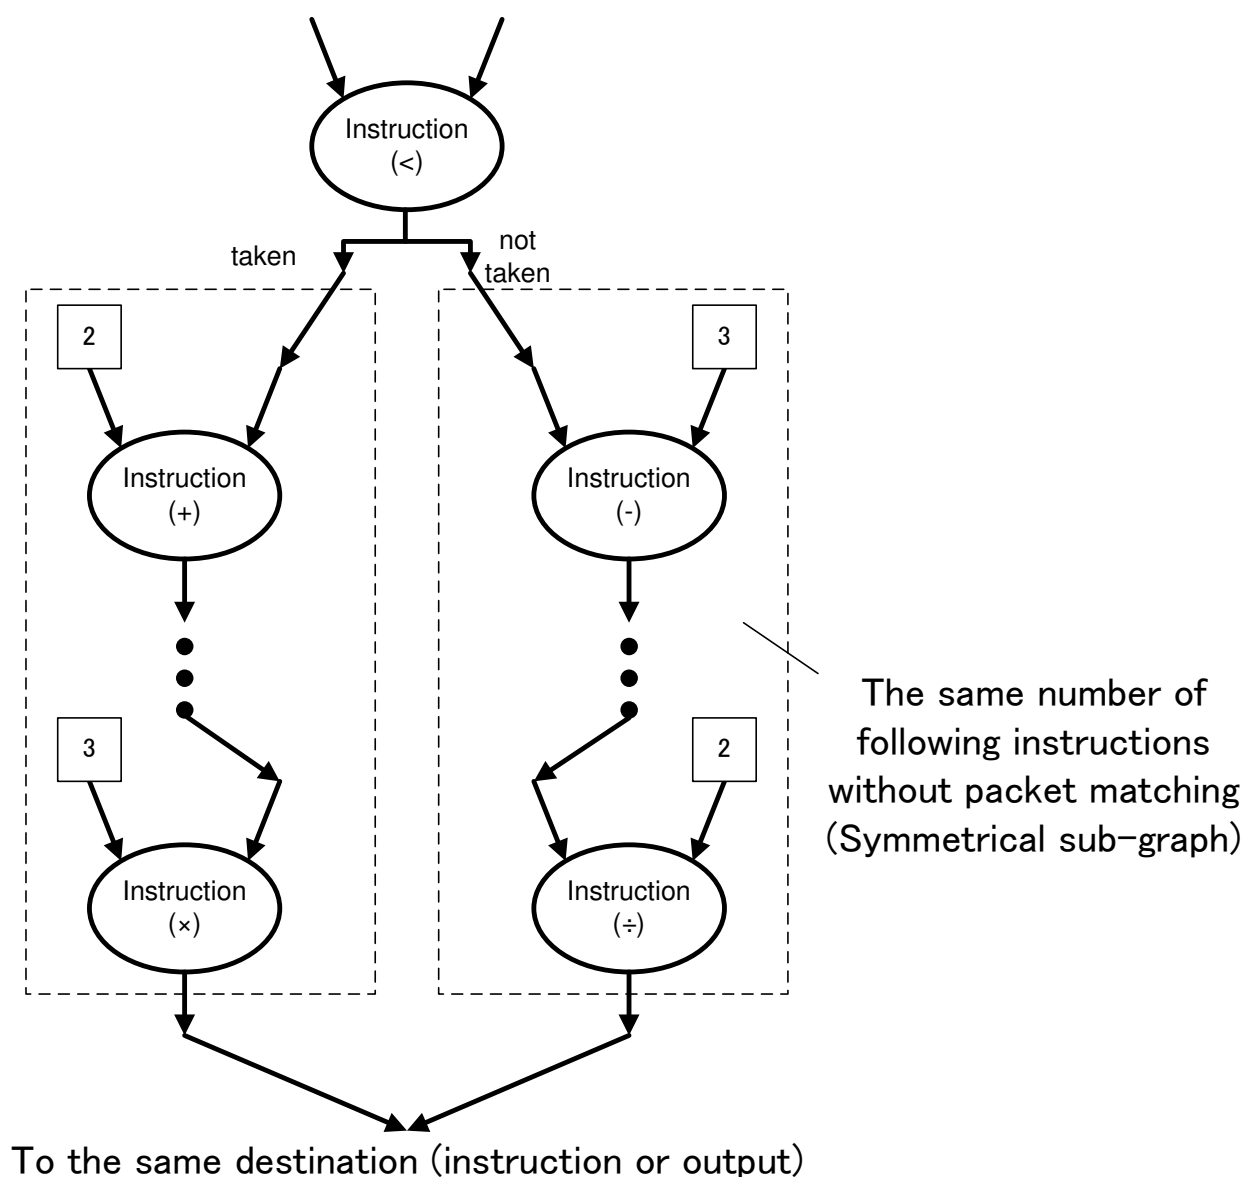 Instruction
(<)
taken
not
taken
2
3
Instruction
(+)
Instruction
(-)
The same number of
following instructions
without packet matching
(Symmetrical sub-graph)
3
2
Instruction
(×)
Instruction
(÷)
To the same destination (instruction or output)